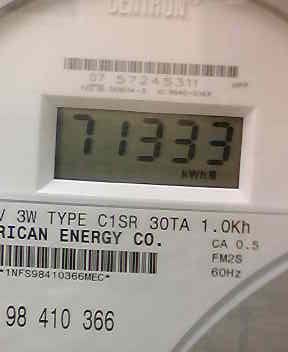 CENTRON
07 57245311
71333
kWh
V 3W TYPE C1SR 30TA 1.0Kh
RICAN ENERGY CO.
CA 0.5
FM2S
60Hz
*1NFS98410366MEC*
98 410 366